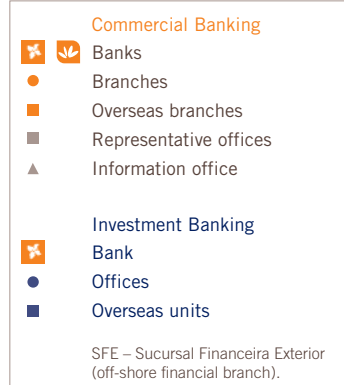 Commercial Banking
Banks
Branches
Overseas branches
Representative offices
Information office
Investment Banking
Bank
Offices
Overseas units
SFE – Sucursal Financeira Exterior
(off-shore financial branch).